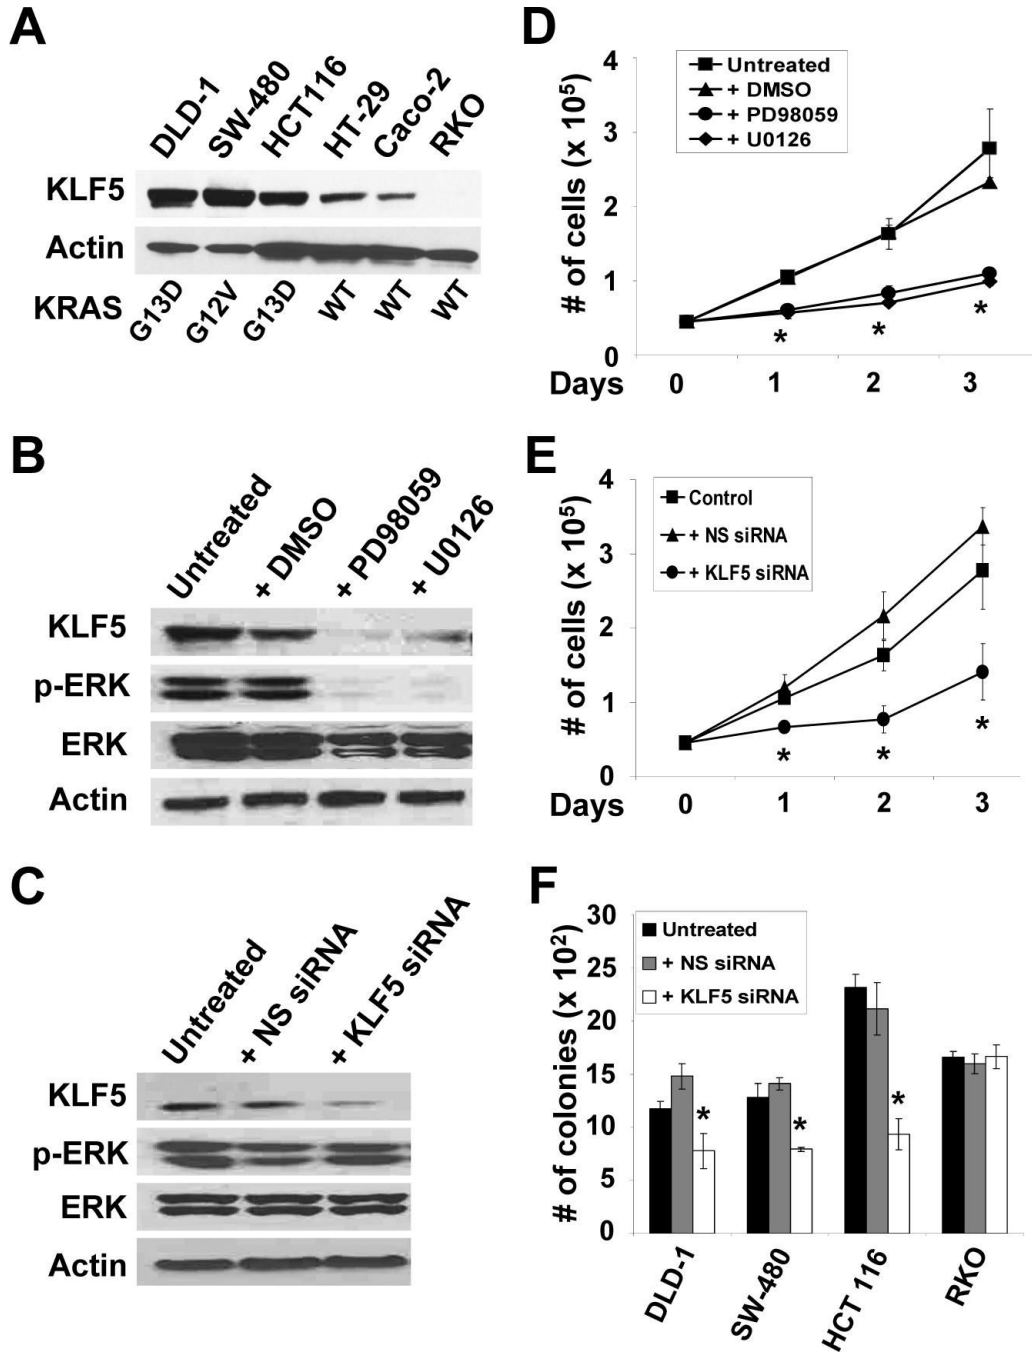 A
DLD-1
SW-480
HCT116
HT-29
Caco-2
RKO
KLF5
Actin
KRAS
G13D
G12V
G13D
WT
WT
WT
B
Untreated
+ DMSO
+ PD98059
+ U0126
KLF5
p-ERK
ERK
Actin
C
Untreated
+ NS siRNA
+ KLF5 siRNA
KLF5
p-ERK
ERK
Actin
D
# of cells (x 10⁵)
4
3
2
1
0
Untreated
+ DMSO
+ PD98059
+ U0126
* * *
Days 0 1 2 3
E
# of cells (x 10⁵)
4
3
2
1
0
Control
+ NS siRNA
+ KLF5 siRNA
* * *
Days 0 1 2 3
F
# of colonies (x 10²)
30
25
20
15
10
5
0
Untreated
+ NS siRNA
+ KLF5 siRNA
* * *
DLD-1
SW-480
HCT 116
RKO